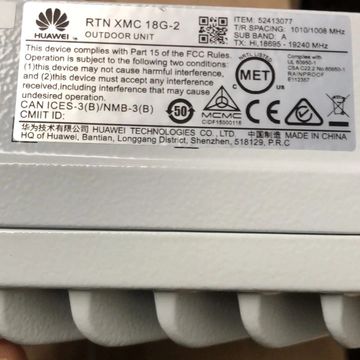 HUAWEI
RTN XMC 18G-2
OUTDOOR UNIT
ITEM: 52413077
T/R SPACING: 1010/1008 MHz
SUB BAND: A
TX: HI,18695 - 19240 MHz
This device complies with Part 15 of the FCC Rules.
Operation is subject to the following two conditions:
(1)this device may not cause harmful interference,
and (2)this device must accept any interference
received,including interference that may cause
undesired operation.
CAN ICES-3(B)/NMB-3(B)
CMIIT ID:
50
MET
C US
MCMC
CIDF15000116
Complies with
UL 60950-1
CSA C22.2 No.60950-1
RAINPROOF
E112367
华为技术有限公司 HUAWEI TECHNOLOGIES CO., LTD. 中国制造 MADE IN CHINA
HQ of Huawei, Bantian, Longgang District, Shenzhen, 518129, P.R.C